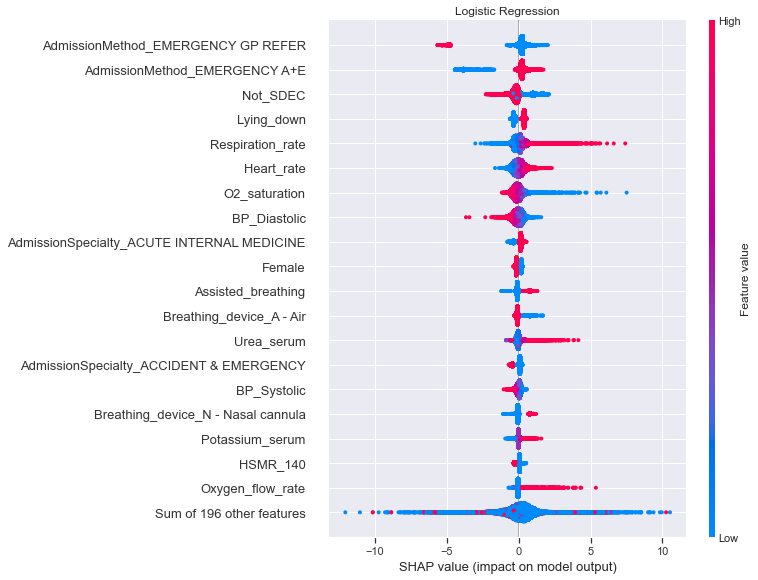 Logistic Regression
High
AdmissionMethod_EMERGENCY GP REFER
AdmissionMethod_EMERGENCY A+E
Not_SDEC
Lying_down
Respiration_rate
Heart_rate
O2_saturation
BP_Diastolic
AdmissionSpecialty_ACUTE INTERNAL MEDICINE
Female
Assisted_breathing
Breathing_device_A - Air
Urea_serum
AdmissionSpecialty_ACCIDENT & EMERGENCY
BP_Systolic
Breathing_device_N - Nasal cannula
Potassium_serum
HSMR_140
Oxygen_flow_rate
Sum of 196 other features
Feature value
Low
−10 −5 0 5 10
SHAP value (impact on model output)